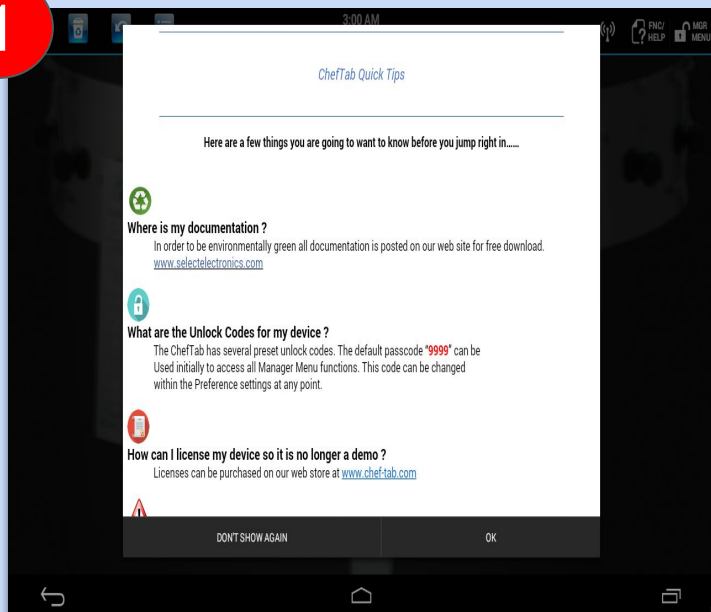 1
3:00 AM
FNC/
HELP
MGR
MENU
ChefTab Quick Tips
Here are a few things you are going to want to know before you jump right in......
Where is my documentation ?
In order to be environmentally green all documentation is posted on our web site for free download.
www.selectelectronics.com
What are the Unlock Codes for my device ?
The ChefTab has several preset unlock codes. The default passcode “9999” can be
Used initially to access all Manager Menu functions. This code can be changed
within the Preference settings at any point.
How can I license my device so it is no longer a demo ?
Licenses can be purchased on our web store at www.chef-tab.com
DON'T SHOW AGAIN
OK